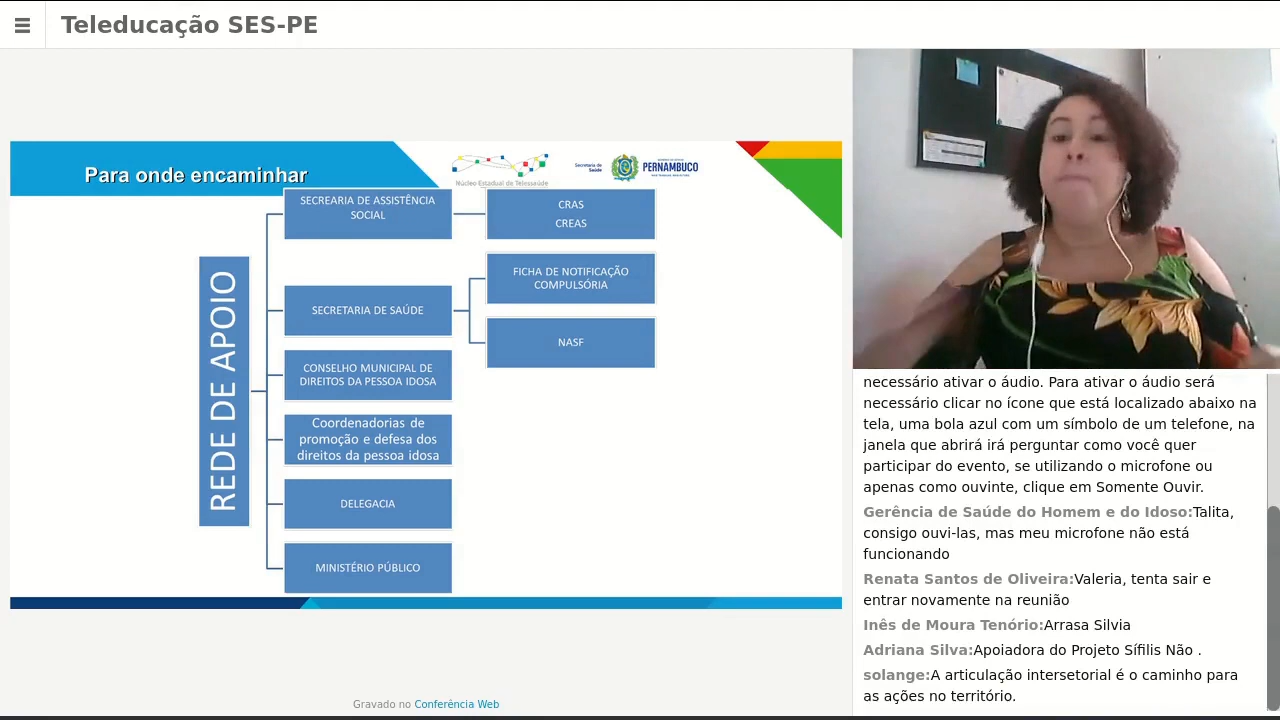 Teleducação SES-PE
Para onde encaminhar
Núcleo Estadual de Telessaúde
Secretaria de
Saúde
PERNAMBUCO
REDE DE APOIO
SECREARIA DE ASSISTÊNCIA
SOCIAL
CRAS
CREAS
SECRETARIA DE SAÚDE
FICHA DE NOTIFICAÇÃO
COMPULSÓRIA
NASF
CONSELHO MUNICIPAL DE
DIREITOS DA PESSOA IDOSA
Coordenadorias de
promoção e defesa dos
direitos da pessoa idosa
DELEGACIA
MINISTÉRIO PÚBLICO
Gravado no Conferência Web
necessário ativar o áudio. Para ativar o áudio será
necessário clicar no ícone que está localizado abaixo na
tela, uma bola azul com um símbolo de um telefone, na
janela que abrirá irá perguntar como você quer
participar do evento, se utilizando o microfone ou
apenas como ouvinte, clique em Somente Ouvir.
Gerência de Saúde do Homem e do Idoso:Talita,
consigo ouvi-las, mas meu microfone não está
funcionando
Renata Santos de Oliveira:Valeria, tenta sair e
entrar novamente na reunião
Inês de Moura Tenório:Arrasa Silvia
Adriana Silva:Apoiadora do Projeto Sífilis Não .
solange:A articulação intersetorial é o caminho para
as ações no território.